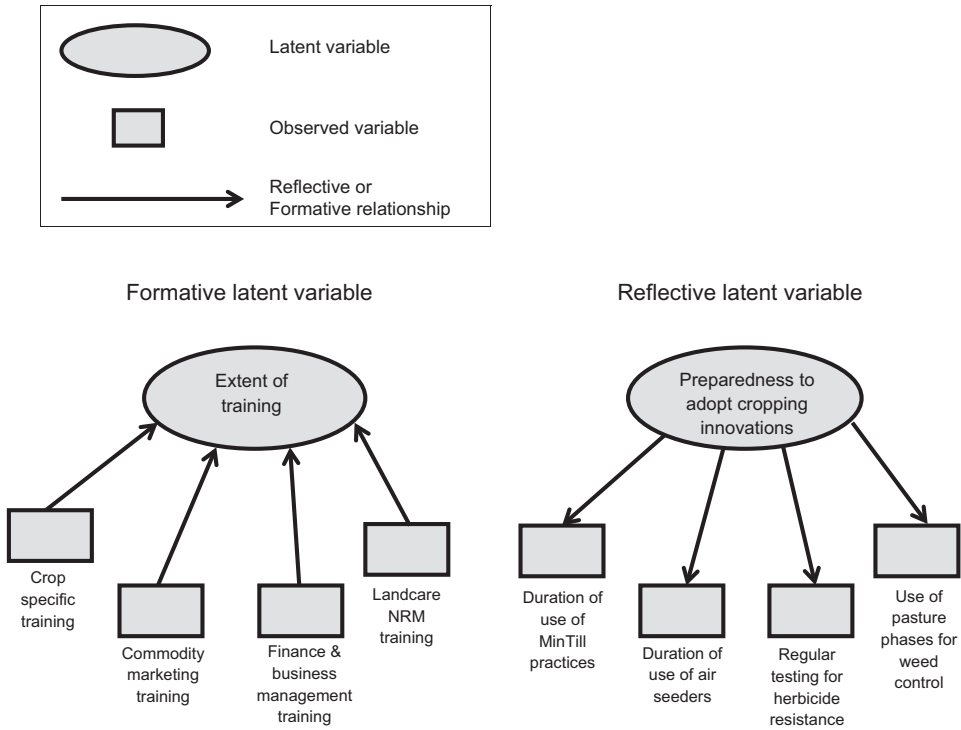 Latent variable
Observed variable
Reflective or
Formative relationship
Formative latent variable
Extent of
training
Crop
specific
training
Commodity
marketing
training
Finance &
business
management
training
Landcare
NRM
training
Reflective latent variable
Preparedness to
adopt cropping
innovations
Duration of
use of
MinTill
practices
Duration of
use of air
seeders
Regular
testing for
herbicide
resistance
Use of
pasture
phases for
weed
control